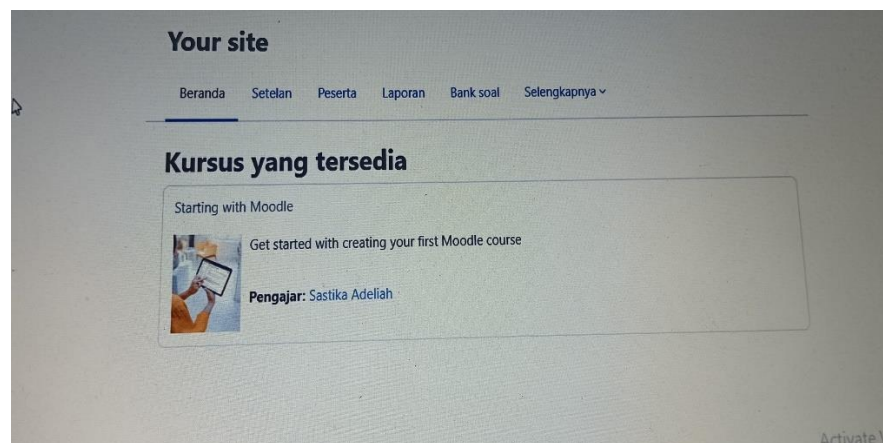 Your site
Beranda Setelan Peserta Laporan Bank soal Selengkapnya
Kursus yang tersedia
Starting with Moodle
Get started with creating your first Moodle course
Pengajar: Sastika Adeliah
Activate